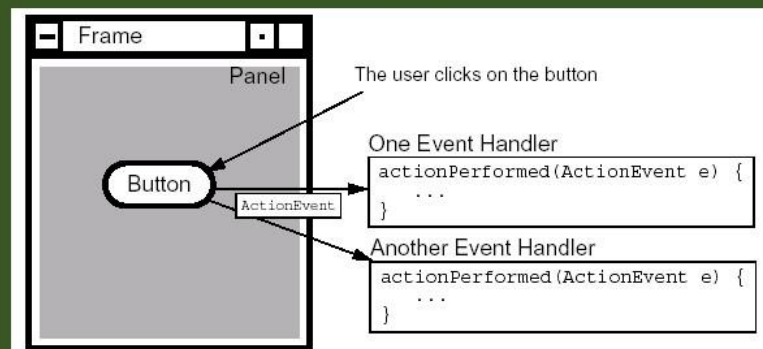 Frame
Panel
The user clicks on the button
Button
ActionEvent
One Event Handler
actionPerformed(ActionEvent e) {
...
}
Another Event Handler
actionPerformed(ActionEvent e) {
...
}